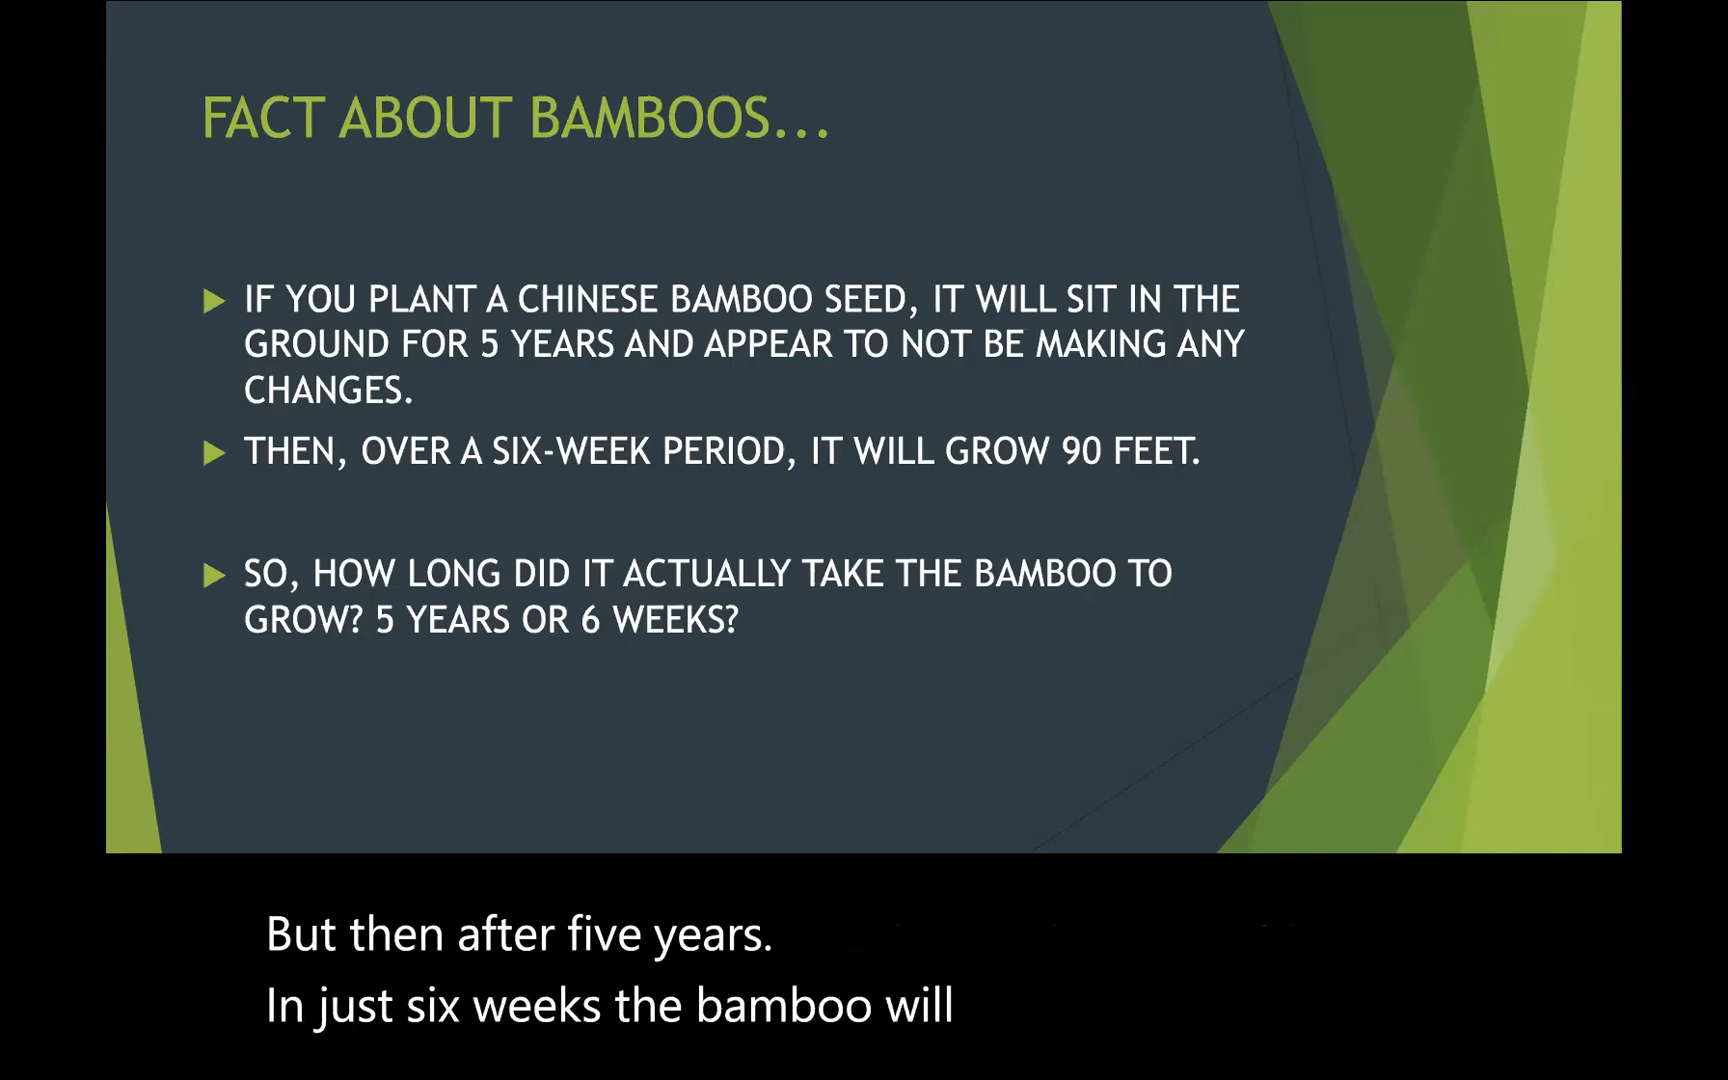 FACT ABOUT BAMBOOS...
IF YOU PLANT A CHINESE BAMBOO SEED, IT WILL SIT IN THE
GROUND FOR 5 YEARS AND APPEAR TO NOT BE MAKING ANY
CHANGES.
THEN, OVER A SIX-WEEK PERIOD, IT WILL GROW 90 FEET.
SO, HOW LONG DID IT ACTUALLY TAKE THE BAMBOO TO
GROW? 5 YEARS OR 6 WEEKS?
But then after five years.
In just six weeks the bamboo will